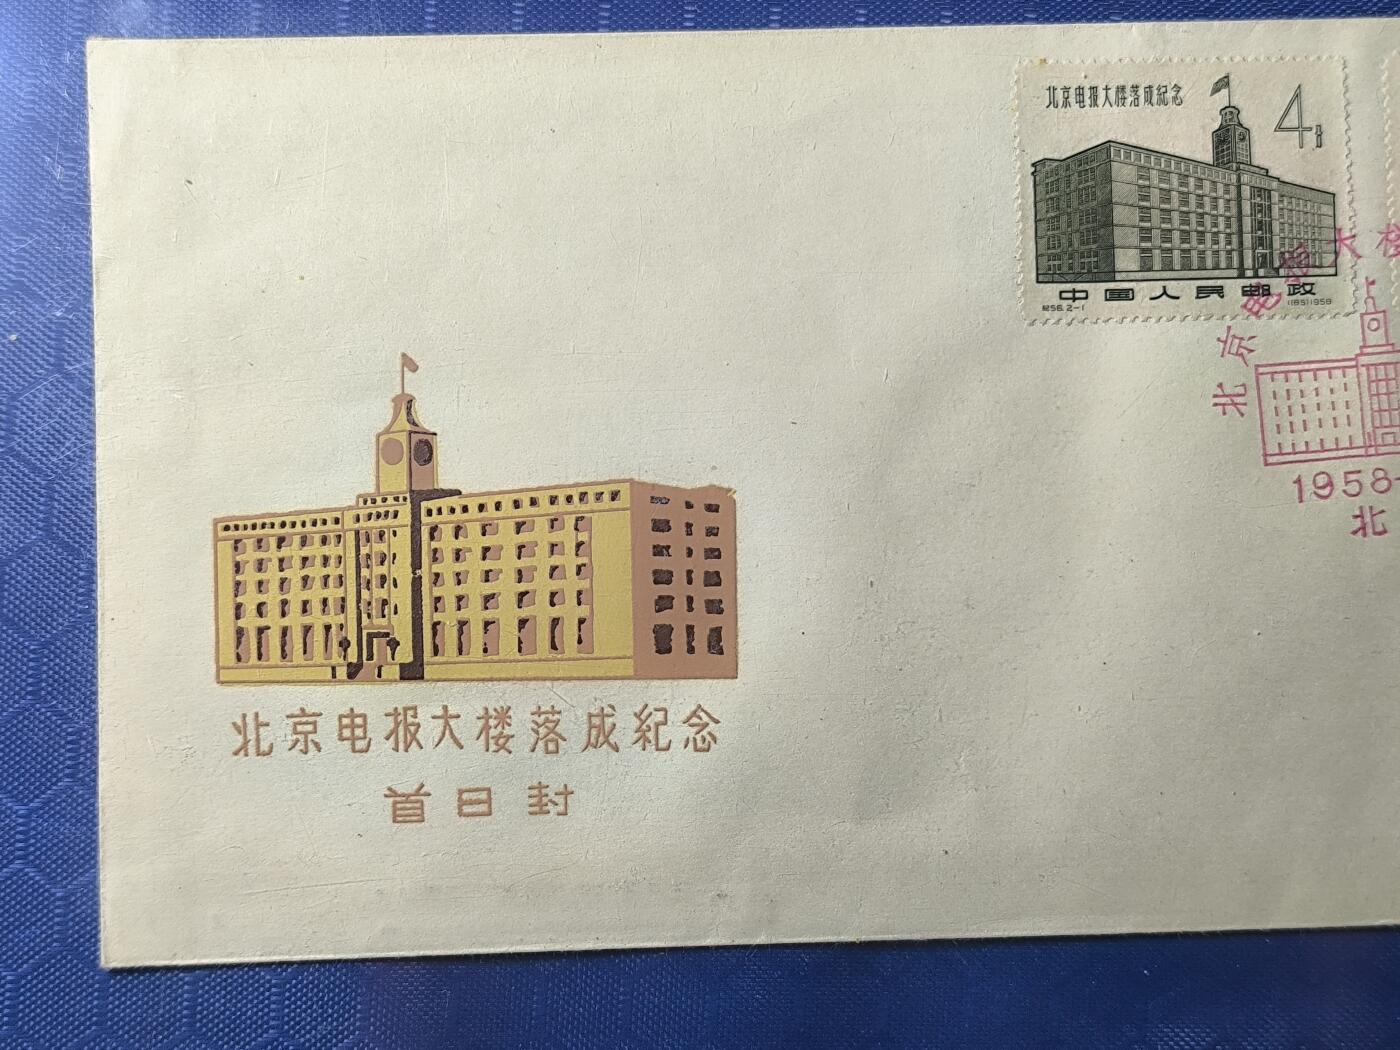 北京电报大楼落成紀念
4分
中国人民邮政
紀56.2-1 (185)1958
北京电报大楼
1958-
北
北京电报大楼落成紀念
首日封